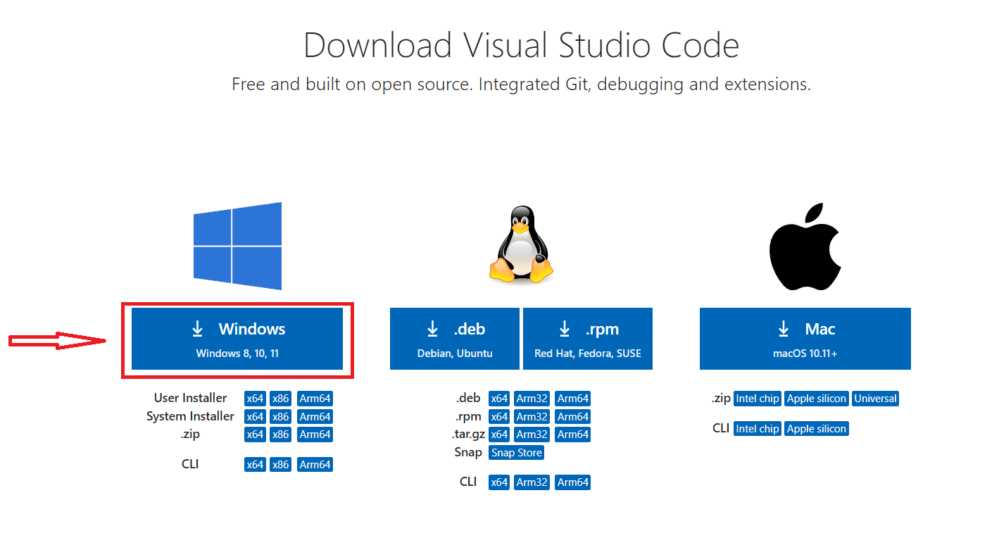 Download Visual Studio Code
Free and built on open source. Integrated Git, debugging and extensions.
Windows
Windows 8, 10, 11
User Installer x64 x86 Arm64
System Installer x64 x86 Arm64
.zip x64 x86 Arm64
CLI x64 x86 Arm64
.deb
Debian, Ubuntu
.rpm
Red Hat, Fedora, SUSE
.deb x64 Arm32 Arm64
.rpm x64 Arm32 Arm64
.tar.gz x64 Arm32 Arm64
Snap Snap Store
CLI x64 Arm32 Arm64
Mac
macOS 10.11+
.zip Intel chip Apple silicon Universal
CLI Intel chip Apple silicon